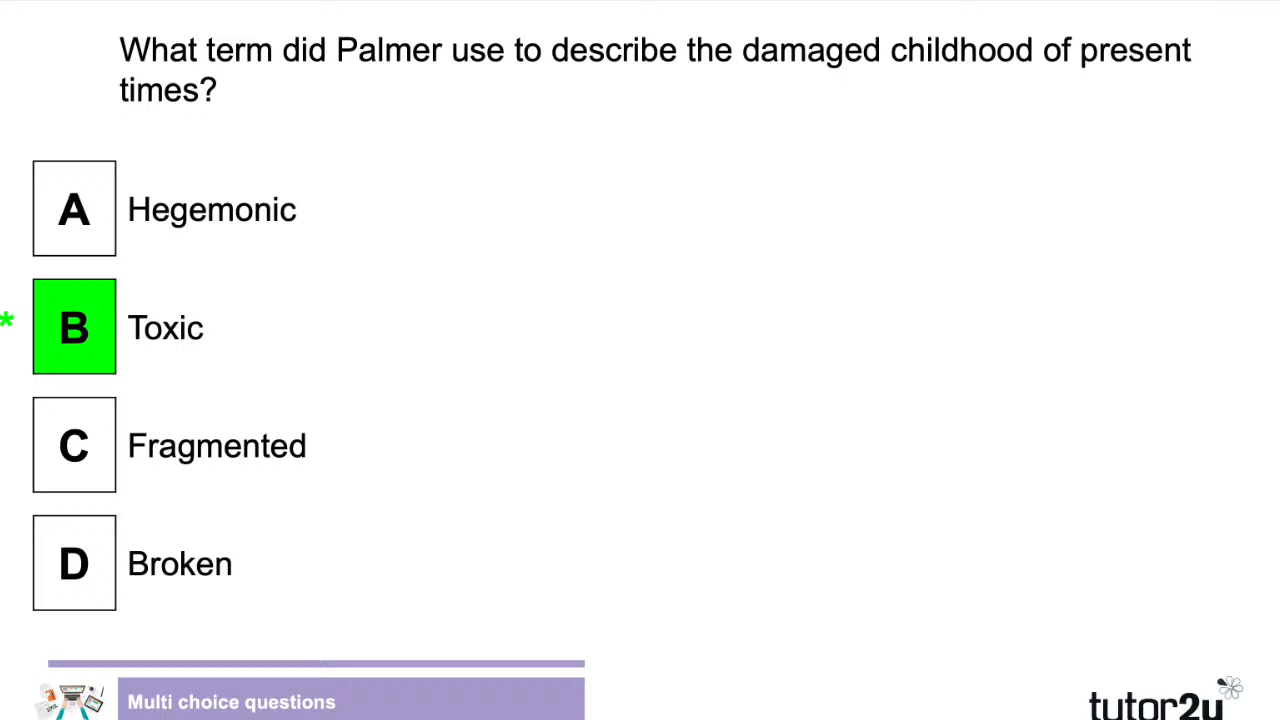 What term did Palmer use to describe the damaged childhood of present
times?
A Hegemonic
* B Toxic
C Fragmented
D Broken
Multi choice questions
tutor2u